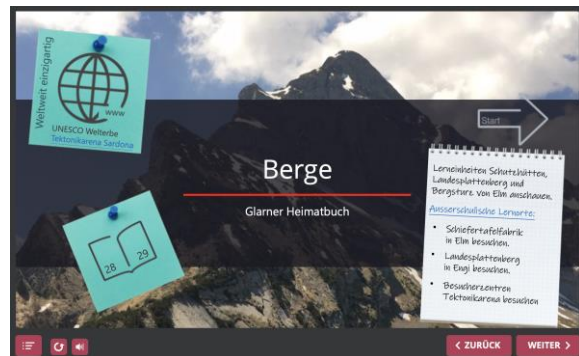 Weltweit einzigartig
www
UNESCO Welterbe
Tektonikarena Sardona
Start
Berge
Glarner Heimatbuch
28
29
Lerneinheiten Schutzhütten,
Landesplattenberg und
Bergsturz von Elm anschauen.
Ausserschulische Lernorte:
• Schiefertafelfabrik
in Elm besuchen.
• Landesplattenberg
in Engi besuchen.
• Besucherzentren
Tektonikarena besuchen
< ZURÜCK
WEITER >